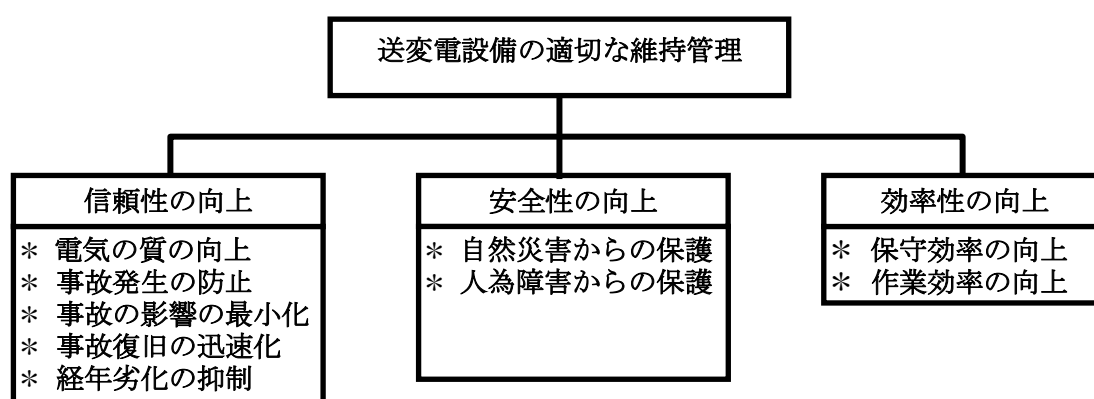 送変電設備の適切な維持管理
信頼性の向上
＊ 電気の質の向上
＊ 事故発生の防止
＊ 事故の影響の最小化
＊ 事故復旧の迅速化
＊ 経年劣化の抑制
安全性の向上
＊ 自然災害からの保護
＊ 人為障害からの保護
効率性の向上
＊ 保守効率の向上
＊ 作業効率の向上